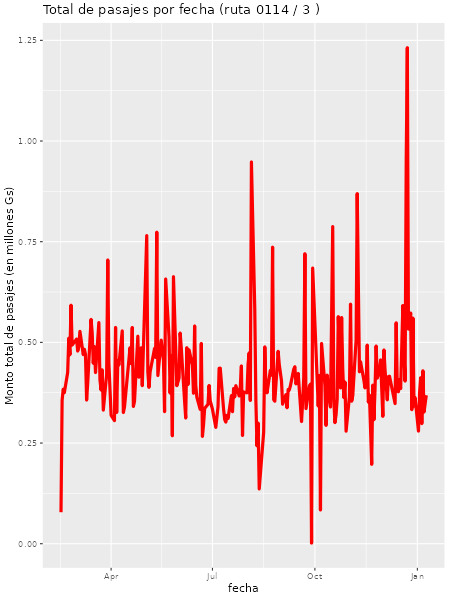 Total de pasajes por fecha (ruta 0114 / 3 )
Monto total de pasajes (en millones Gs)
1.25
1.00
0.75
0.50
0.25
0.00
Apr Jul Oct Jan
fecha